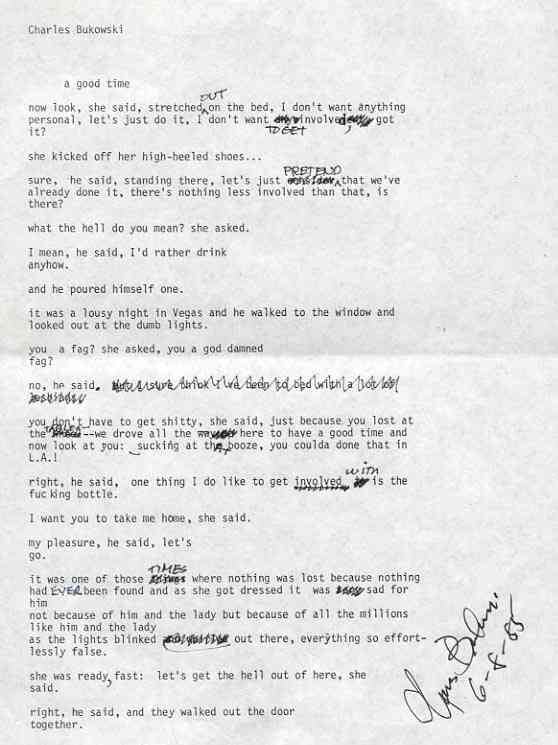 Charles Bukowski
a good time
now look, she said, stretched OUT on the bed, I don't want anything
personal, let's just do it, I don't want TO GET involved, got
it?
she kicked off her high-heeled shoes...
sure, he said, standing there, let's just PRETEND that we've
already done it, there's nothing less involved than that, is
there?
what the hell do you mean? she asked.
I mean, he said, I'd rather drink
anyhow.
and he poured himself one.
it was a lousy night in Vegas and he walked to the window and
looked out at the dumb lights.
you a fag? she asked, you a god damned
fag?
no, he said. but I sure think I've been to bed with a lot of
you don't have to get shitty, she said, just because you lost at
the TABLES--we drove all the way here to have a good time and
now look at you: sucking at the booze, you coulda done that in
L.A.!
right, he said, one thing I do like to get involved with is the
fucking bottle.
I want you to take me home, she said.
my pleasure, he said, let's
go.
it was one of those TIMES where nothing was lost because nothing
had EVER been found and as she got dressed it was sad for
him
not because of him and the lady but because of all the millions
like him and the lady
as the lights blinked out there, everything so effort-
lessly false.
she was ready, fast: let's get the hell out of here, she
said.
right, he said, and they walked out the door
together.
6-8-85